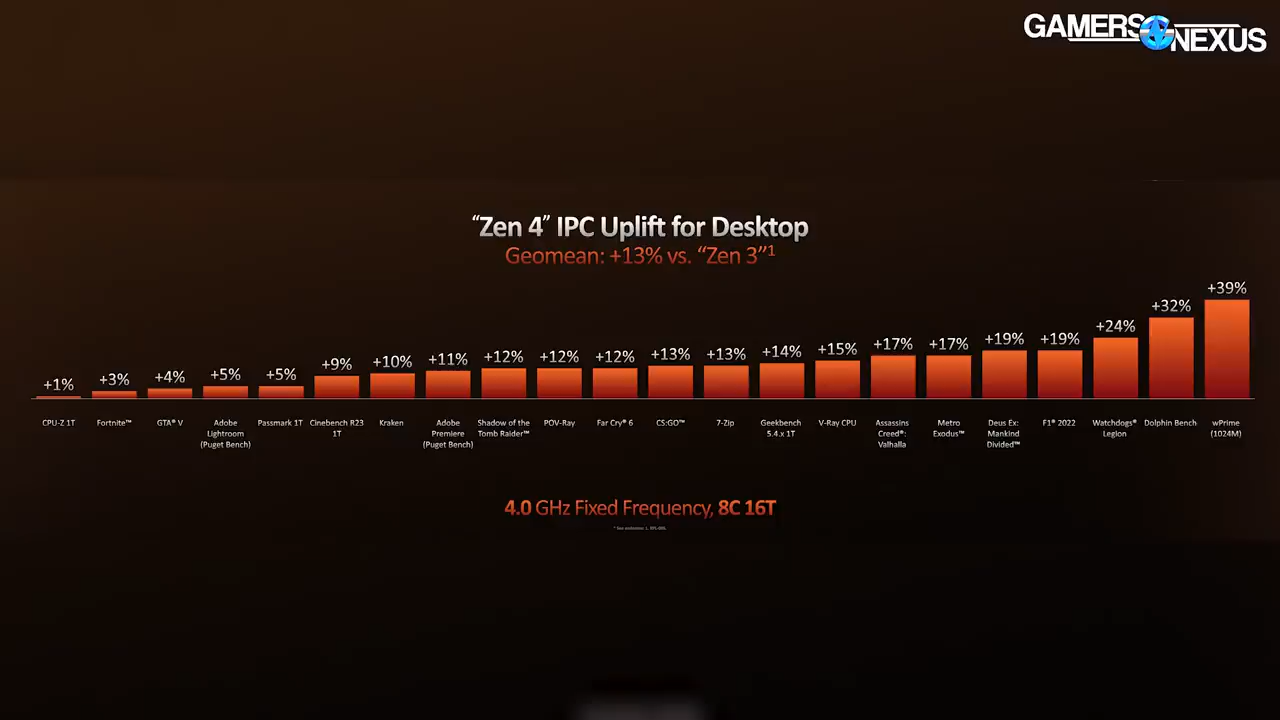 GAMERS NEXUS
“Zen 4” IPC Uplift for Desktop
Geomean: +13% vs. “Zen 3”1
+1%
+3%
+4%
+5%
+5%
+9%
+10%
+11%
+12%
+12%
+12%
+13%
+13%
+14%
+15%
+17%
+17%
+19%
+19%
+24%
+32%
+39%
CPU-Z 1T
Fortnite™
GTA® V
Adobe
Lightroom
(Puget Bench)
Passmark 1T
Cinebench R23
1T
Kraken
Adobe
Premiere
(Puget Bench)
Shadow of the
Tomb Raider™
POV-Ray
Far Cry® 6
CS:GO™
7-Zip
Geekbench
5.4.x 1T
V-Ray CPU
Assassins
Creed®:
Valhalla
Metro
Exodus™
Deus Ex:
Mankind
Divided™
F1® 2022
Watchdogs®
Legion
Dolphin Bench
wPrime
(1024M)
4.0 GHz Fixed Frequency, 8C 16T